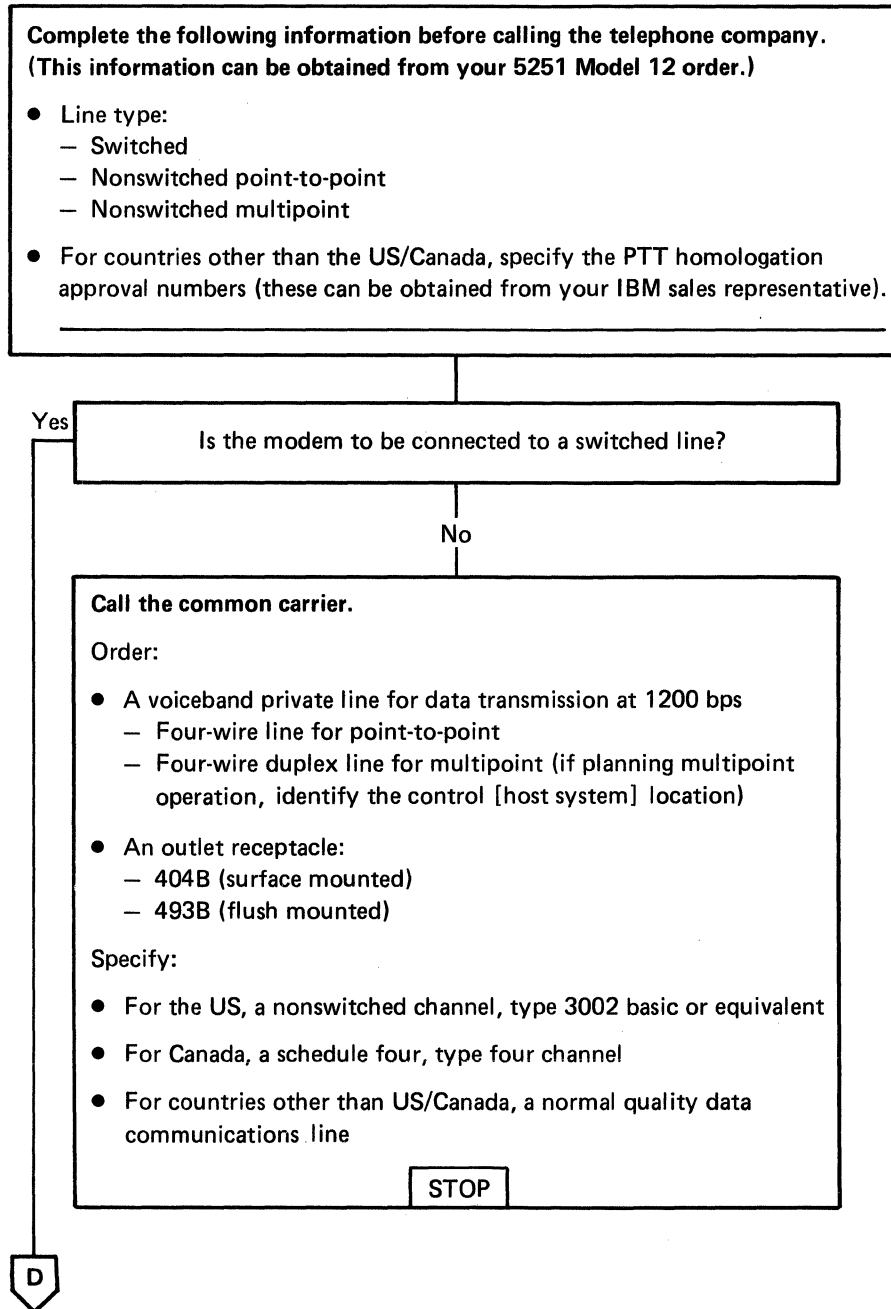 Complete the following information before calling the telephone company.
(This information can be obtained from your 5251 Model 12 order.)
● Line type:
– Switched
– Nonswitched point-to-point
– Nonswitched multipoint
● For countries other than the US/Canada, specify the PTT homologation
approval numbers (these can be obtained from your IBM sales representative).
Yes
Is the modem to be connected to a switched line?
No
Call the common carrier.
Order:
● A voiceband private line for data transmission at 1200 bps
– Four-wire line for point-to-point
– Four-wire duplex line for multipoint (if planning multipoint
operation, identify the control [host system] location)
● An outlet receptacle:
– 404B (surface mounted)
– 493B (flush mounted)
Specify:
● For the US, a nonswitched channel, type 3002 basic or equivalent
● For Canada, a schedule four, type four channel
● For countries other than US/Canada, a normal quality data
communications line
STOP
D